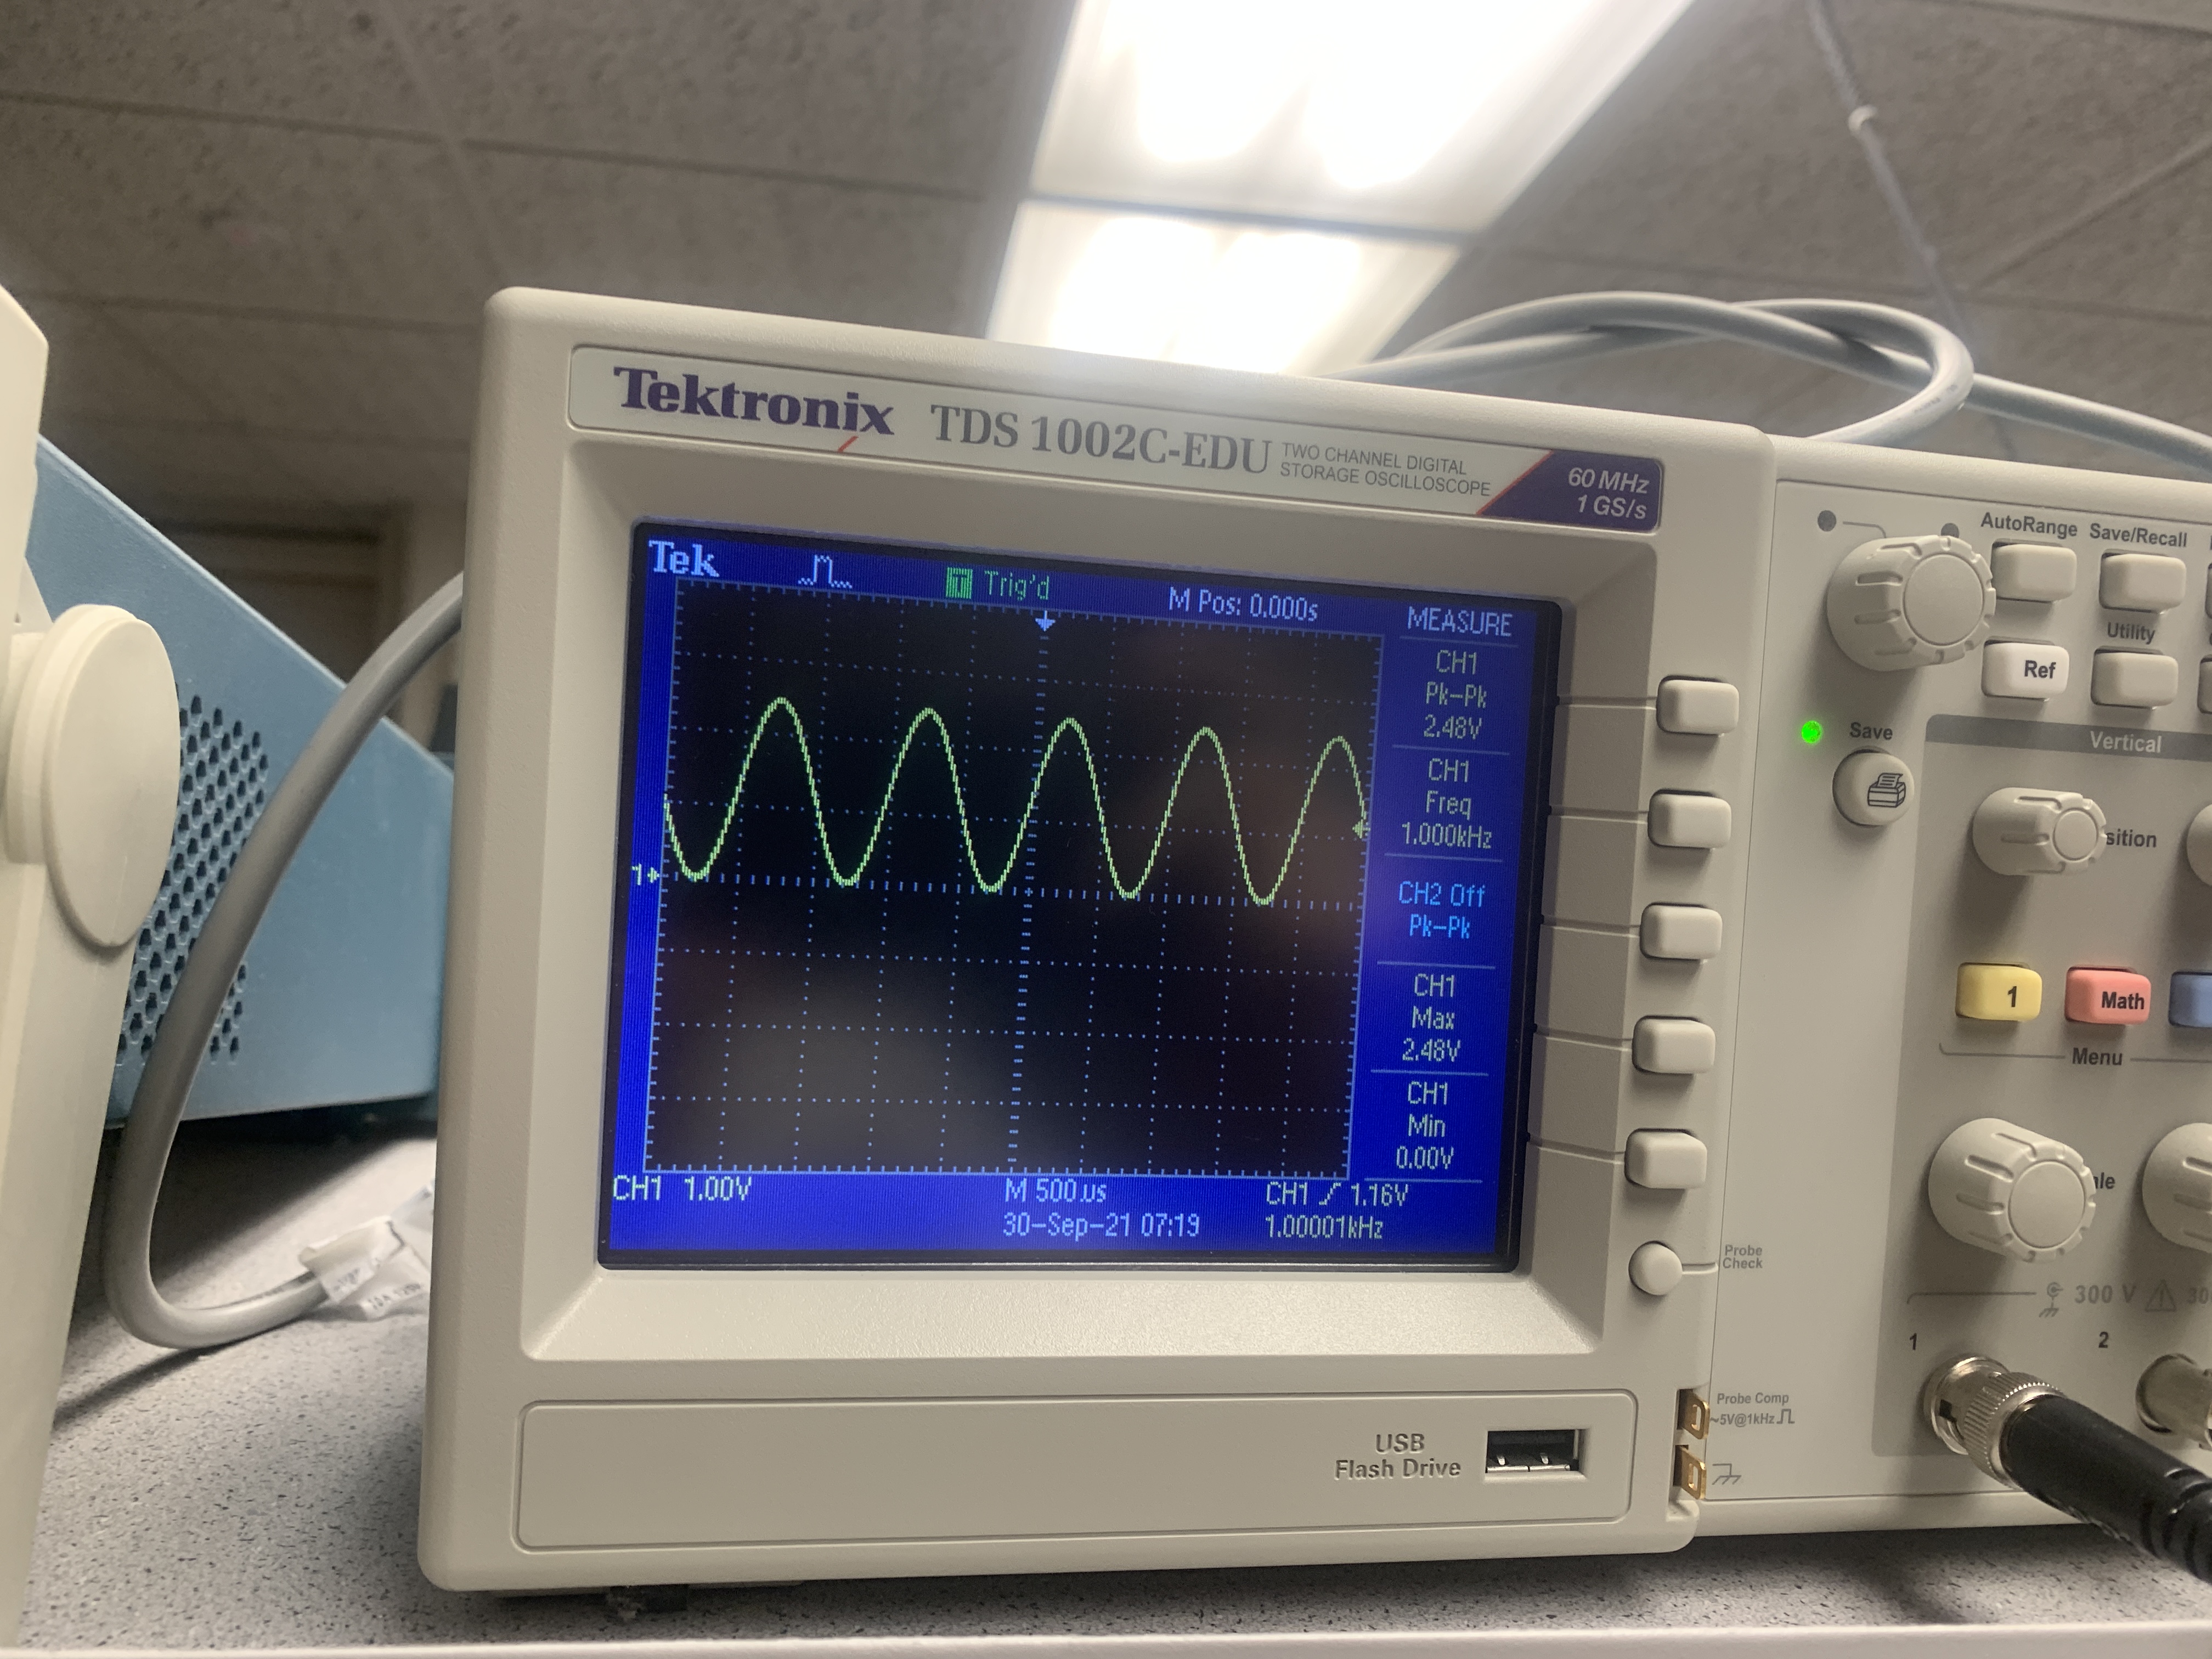 Tektronix TDS 1002C-EDU TWO CHANNEL DIGITAL
STORAGE OSCILLOSCOPE
60 MHz
1 GS/s
Tek Trig'd M Pos: 0.000s
MEASURE
CH1
Pk-Pk
2.48V
CH1
Freq
1.000kHz
CH2 Off
Pk-Pk
CH1
Max
2.48V
CH1
Min
0.00V
1
CH1 1.00V M 500us CH1 1.16V
30-Sep-21 07:19 1.00001kHz
AutoRange Save/Recall
Utility
Ref
Save
Vertical
sition
1 Math
Menu
Probe
Check
300 V
1 2
Probe Comp
~5V@1kHz
USB
Flash Drive